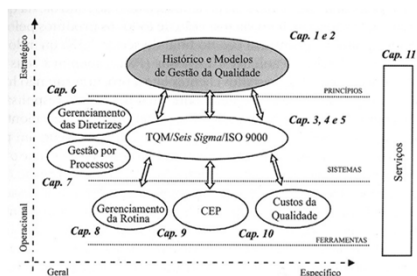 Cap. 1 e 2
Estratégico
Histórico e Modelos
de Gestão da Qualidade
Cap. 11
Cap. 6
PRINCÍPIOS
Gerenciamento
das Diretrizes
Cap. 3, 4 e 5
TQM/Seis Sigma/ISO 9000
Gestão por
Processos
Serviços
Cap. 7
SISTEMAS
Operacional
Gerenciamento
da Rotina
CEP
Custos da
Qualidade
Cap. 8
Cap. 9
Cap. 10
FERRAMENTAS
Geral
Específico